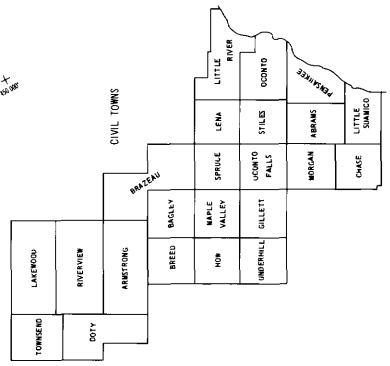 CIVIL TOWNS
LITTLE
RIVER
OCONTO
PENSAUKEE
LITTLE
SUAMICO
LENA
STILES
ABRAMS
BRAZEAU
SPRUCE
OCONTO
FALLS
MORGAN
CHASE
BAGLEY
MAPLE
VALLEY
GILLETT
BREED
HOW
UNDERHILL
LAKEWOOD
RIVERVIEW
ARMSTRONG
TOWNSEND
DOTY